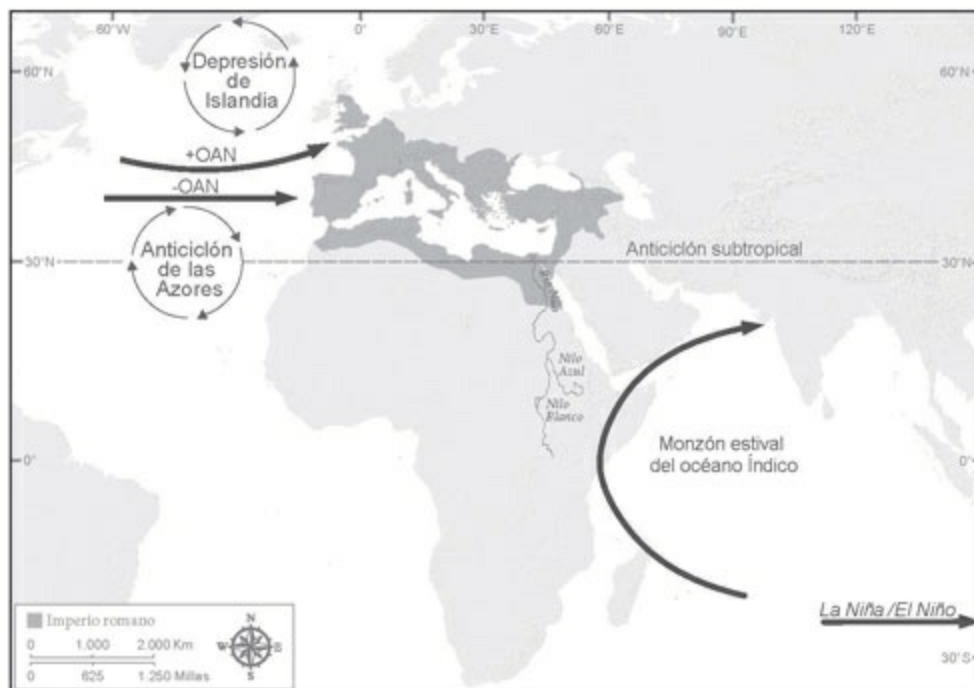 60°W
0°
30°E
60°E
90°E
120°E
60°N
60°N
Depresión
de
Islandia
+OAN
-OAN
Anticiclón
de las
Azores
30°N
Anticiclón subtropical
30°N
Nilo
Azul
Nilo
Blanco
Monzón estival
del océano Índico
0°
0°
La Niña /El Niño
30°S
Imperio romano
0 1.000 2.000 Km
0 625 1.250 Millas
N
S